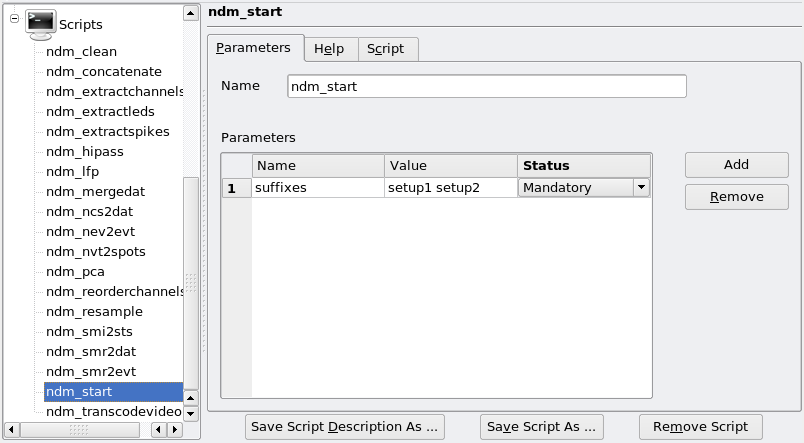 Scripts
ndm_clean
ndm_concatenate
ndm_extractchannels
ndm_extractleds
ndm_extractspikes
ndm_hipass
ndm_lfp
ndm_mergedat
ndm_ncs2dat
ndm_nev2evt
ndm_nvt2spots
ndm_pca
ndm_reorderchannels
ndm_resample
ndm_smi2sts
ndm_smr2dat
ndm_smr2evt
ndm_start
ndm_transcodevideo
ndm_start
Parameters Help Script
Name ndm_start
Parameters
Name Value Status
1 suffixes setup1 setup2 Mandatory
Add
Remove
Save Script Description As ... Save Script As ... Remove Script